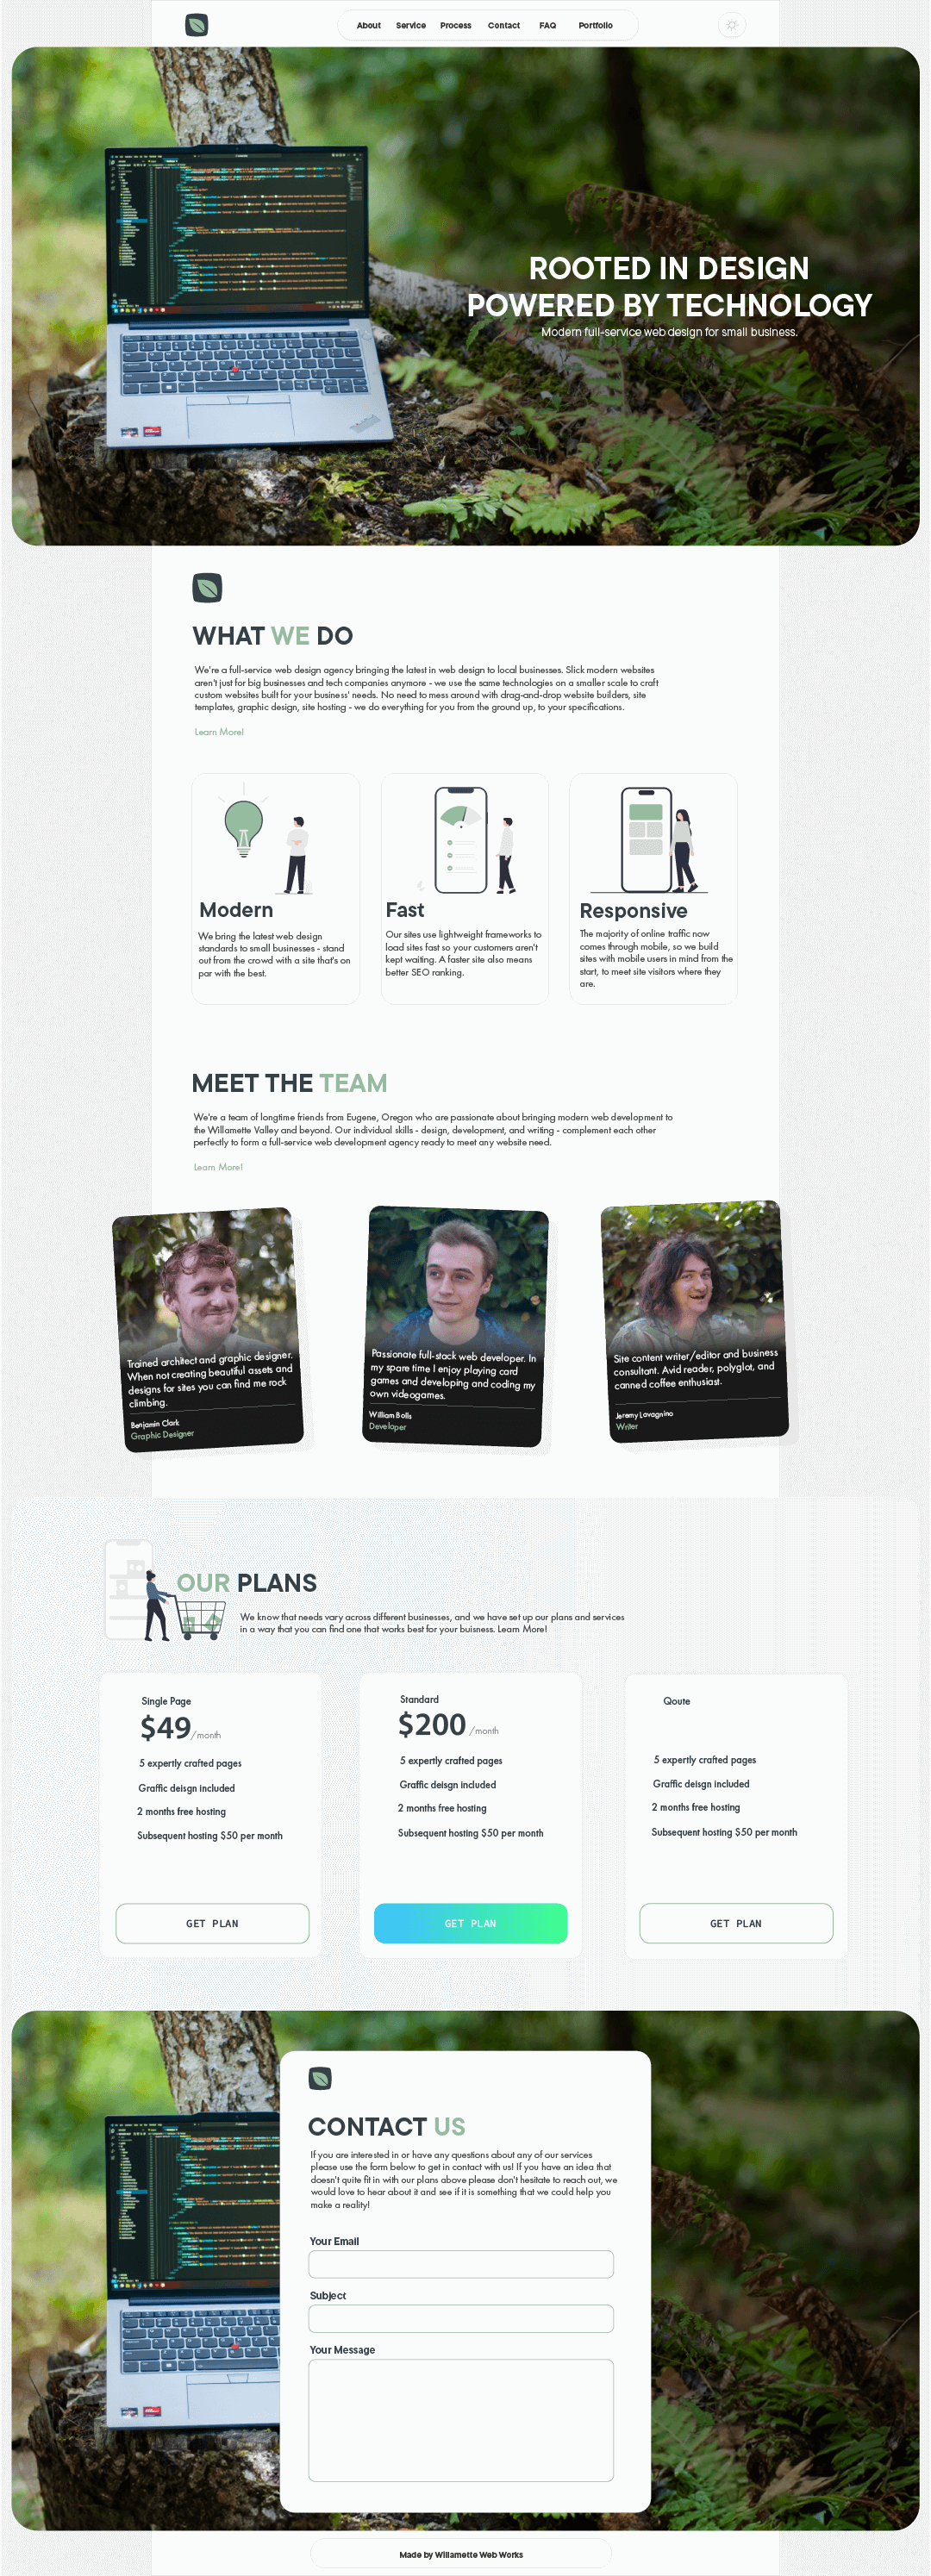 About Service Process Contact FAQ Portfolio
ROOTED IN DESIGN
POWERED BY TECHNOLOGY
Modern full-service web design for small business.
WHAT WE DO
We're a full-service web design agency bringing the latest in web design to local businesses. Slick modern websites
aren't just for big businesses and tech companies anymore - we use the same technologies on a smaller scale to craft
custom websites built for your business' needs. No need to mess around with drag-and-drop website builders, site
templates, graphic design, site hosting - we do everything for you from the ground up, to your specifications.
Learn More!
Modern
We bring the latest web design
standards to small businesses - stand
out from the crowd with a site that's on
par with the best.
Fast
Our sites use lightweight frameworks to
load sites fast so your customers aren't
kept waiting. A faster site also means
better SEO ranking.
Responsive
The majority of online traffic now
comes through mobile, so we build
sites with mobile users in mind from the
start, to meet site visitors where they
are.
MEET THE TEAM
We're a team of longtime friends from Eugene, Oregon who are passionate about bringing modern web development to
the Willamette Valley and beyond. Our individual skills - design, development, and writing - complement each other
perfectly to form a full-service web development agency ready to meet any website need.
Learn More!
Trained architect and graphic designer.
When not creating beautiful assets and
designs for sites you can find me rock
climbing.
Benjamin Clark
Graphic Designer
Passionate full-stack web developer. In
my spare time I enjoy playing card
games and developing and coding my
own videogames.
William Bolls
Developer
Site content writer/editor and business
consultant. Avid reader, polyglot, and
canned coffee enthusiast.
Jeremy Lavagnino
Writer
OUR PLANS
We know that needs vary across different businesses, and we have set up our plans and services
in a way that you can find one that works best for your buisness. Learn More!
Single Page
$49/month
5 expertly crafted pages
Graffic deisgn included
2 months free hosting
Subsequent hosting $50 per month
GET PLAN
Standard
$200 /month
5 expertly crafted pages
Graffic deisgn included
2 months free hosting
Subsequent hosting $50 per month
GET PLAN
Qoute
5 expertly crafted pages
Graffic deisgn included
2 months free hosting
Subsequent hosting $50 per month
GET PLAN
CONTACT US
If you are interested in or have any questions about any of our services
please use the form below to get in contact with us! If you have an idea that
doesn't quite fit in with our plans above please don't hesitate to reach out, we
would love to hear about it and see if it is something that we could help you
make a reality!
Your Email
Subject
Your Message
Made by Willamette Web Works